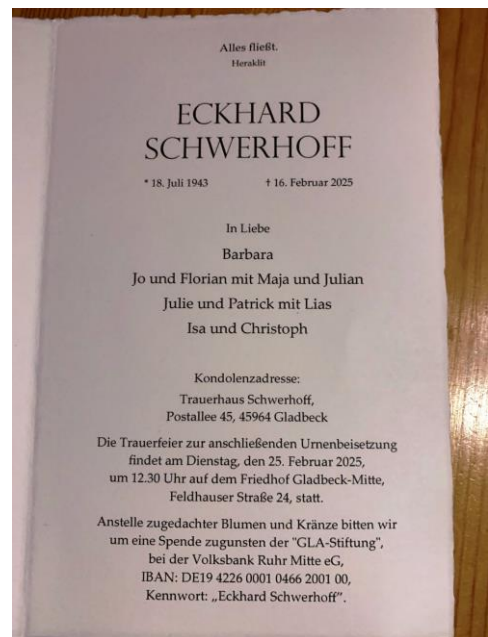 Alles fließt.
Heraklit
ECKHARD
SCHWERHOFF
* 18. Juli 1943 † 16. Februar 2025
In Liebe
Barbara
Jo und Florian mit Maja und Julian
Julie und Patrick mit Lias
Isa und Christoph
Kondolenzadresse:
Trauerhaus Schwerhoff,
Postallee 45, 45964 Gladbeck
Die Trauerfeier zur anschließenden Urnenbeisetzung
findet am Dienstag, den 25. Februar 2025,
um 12.30 Uhr auf dem Friedhof Gladbeck-Mitte,
Feldhauser Straße 24, statt.
Anstelle zugedachter Blumen und Kränze bitten wir
um eine Spende zugunsten der "GLA-Stiftung",
bei der Volksbank Ruhr Mitte eG,
IBAN: DE19 4226 0001 0466 2001 00,
Kennwort: „Eckhard Schwerhoff".